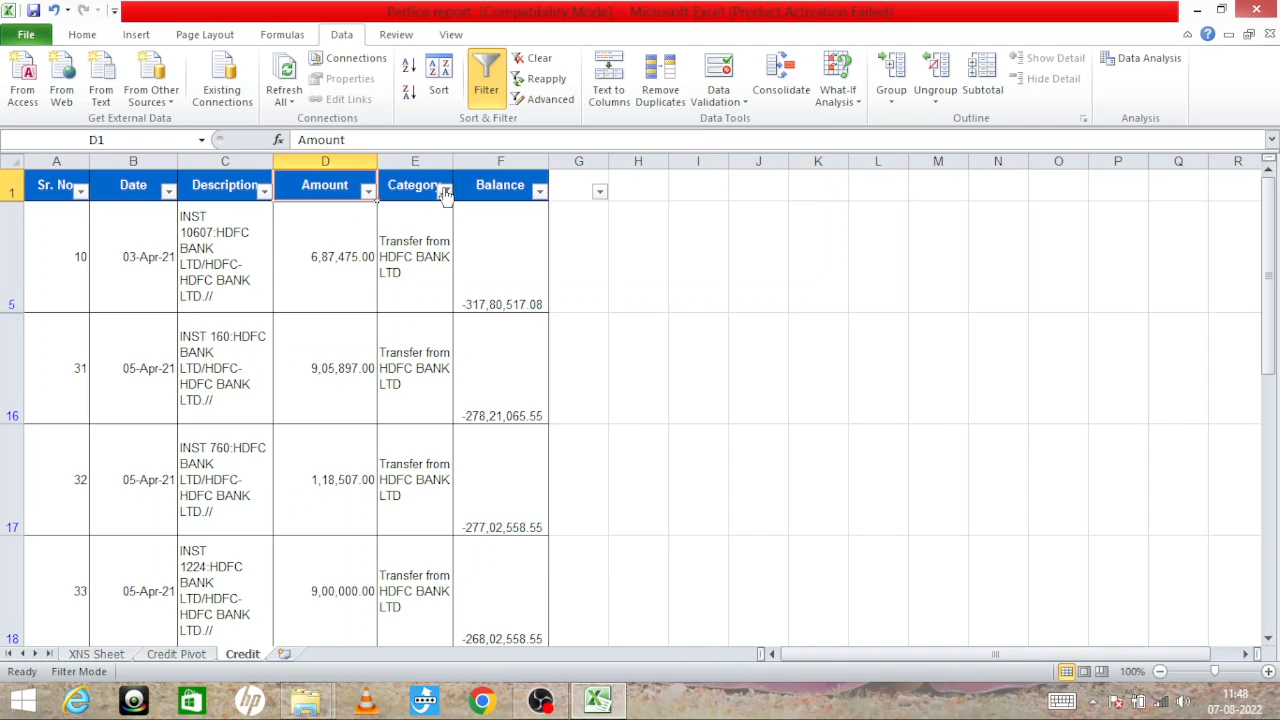 Perfios report [Compatibility Mode] - Microsoft Excel (Product Activation Failed)
File Home Insert Page Layout Formulas Data Review View
From Access
From Web
From Text
From Other Sources
Existing Connections
Get External Data
Refresh All
Connections
Properties
Edit Links
Connections
Sort
Filter
Clear
Reapply
Advanced
Sort & Filter
Text to Columns
Remove Duplicates
Data Validation
Consolidate
What-If Analysis
Data Tools
Group
Ungroup
Subtotal
Show Detail
Hide Detail
Outline
Data Analysis
Analysis
D1 fx Amount
A B C D E F G H I J K L M N O P Q R
1 Sr. No. Date Description Amount Category Balance
INST
10607:HDFC
BANK
LTD/HDFC-
HDFC BANK
LTD.//
10 03-Apr-21 6,87,475.00
Transfer from
HDFC BANK
LTD
5 -317,80,517.08
INST 160:HDFC
BANK
LTD/HDFC-
HDFC BANK
LTD.//
31 05-Apr-21 9,05,897.00
Transfer from
HDFC BANK
LTD
16 -278,21,065.55
INST 760:HDFC
BANK
LTD/HDFC-
HDFC BANK
LTD.//
32 05-Apr-21 1,18,507.00
Transfer from
HDFC BANK
LTD
17 -277,02,558.55
INST
1224:HDFC
BANK
LTD/HDFC-
HDFC BANK
LTD.//
33 05-Apr-21 9,00,000.00
Transfer from
HDFC BANK
LTD
18 -268,02,558.55
XNS Sheet Credit Pivot Credit
Ready Filter Mode 100%
11:48
07-08-2022